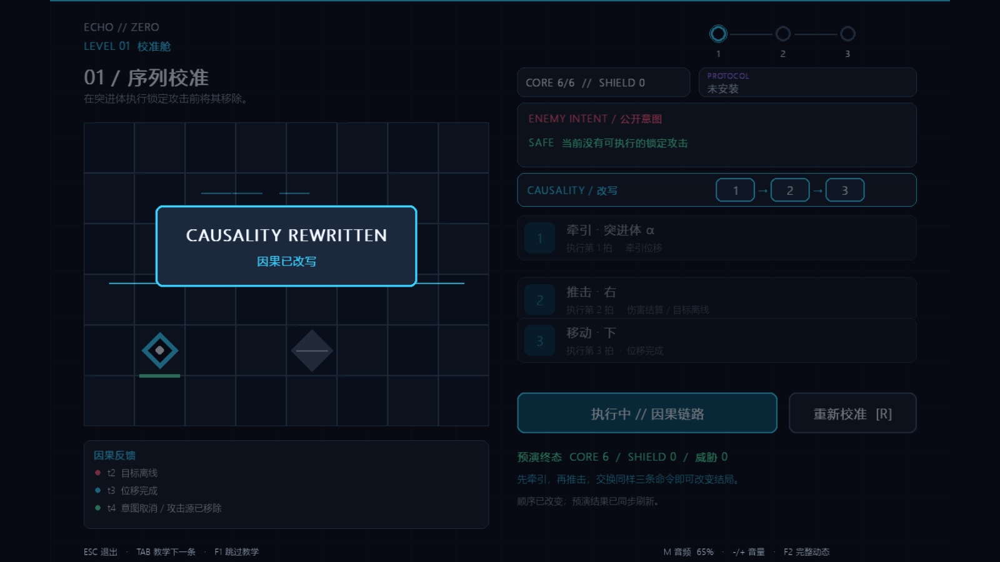 ECHO // ZERO
LEVEL 01 校准舱
01 / 序列校准
在突进体执行锁定攻击前将其移除。
1
2
3
CORE 6/6 // SHIELD 0
PROTOCOL
未安装
ENEMY INTENT / 公开意图
SAFE 当前没有可执行的锁定攻击
CAUSALITY / 改写
1 → 2 → 3
1
牵引 · 突进体 α
执行第 1 拍 · 牵引位移
2
推击 · 右
执行第 2 拍 · 伤害结算 / 目标离线
3
移动 · 下
执行第 3 拍 · 位移完成
CAUSALITY REWRITTEN
因果已改写
执行中 // 因果链路
重新校准 [R]
因果反馈
t2 目标离线
t3 位移完成
t4 意图取消 / 攻击源已移除
预演终态 CORE 6 / SHIELD 0 / 威胁 0
先牵引，再推击；交换同样三条命令即可改变结局。
顺序已改变；预演结果已同步刷新。
ESC 退出 · TAB 教学下一条 · F1 跳过教学
M 音频 65% · -/+ 音量 · F2 完整动态